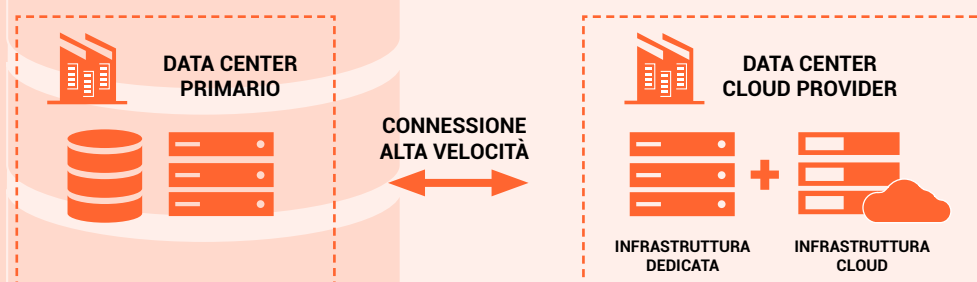 DATA CENTER
PRIMARIO
CONNESSIONE
ALTA VELOCITÀ
DATA CENTER
CLOUD PROVIDER
INFRASTRUTTURA
DEDICATA
INFRASTRUTTURA
CLOUD